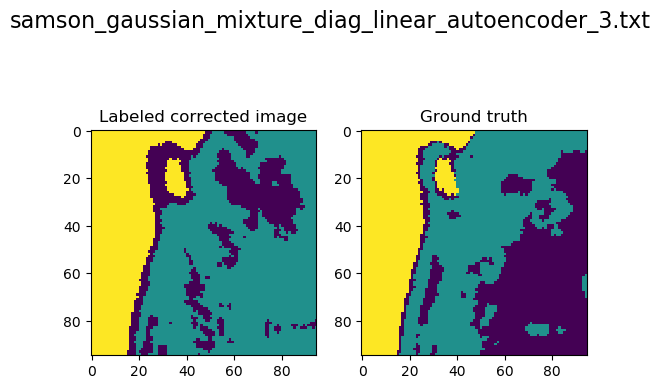 samson_gaussian_mixture_diag_linear_autoencoder_3.txt
Labeled corrected image
Ground truth
0
20
40
60
80
0 20 40 60 80
0
20
40
60
80
0 20 40 60 80